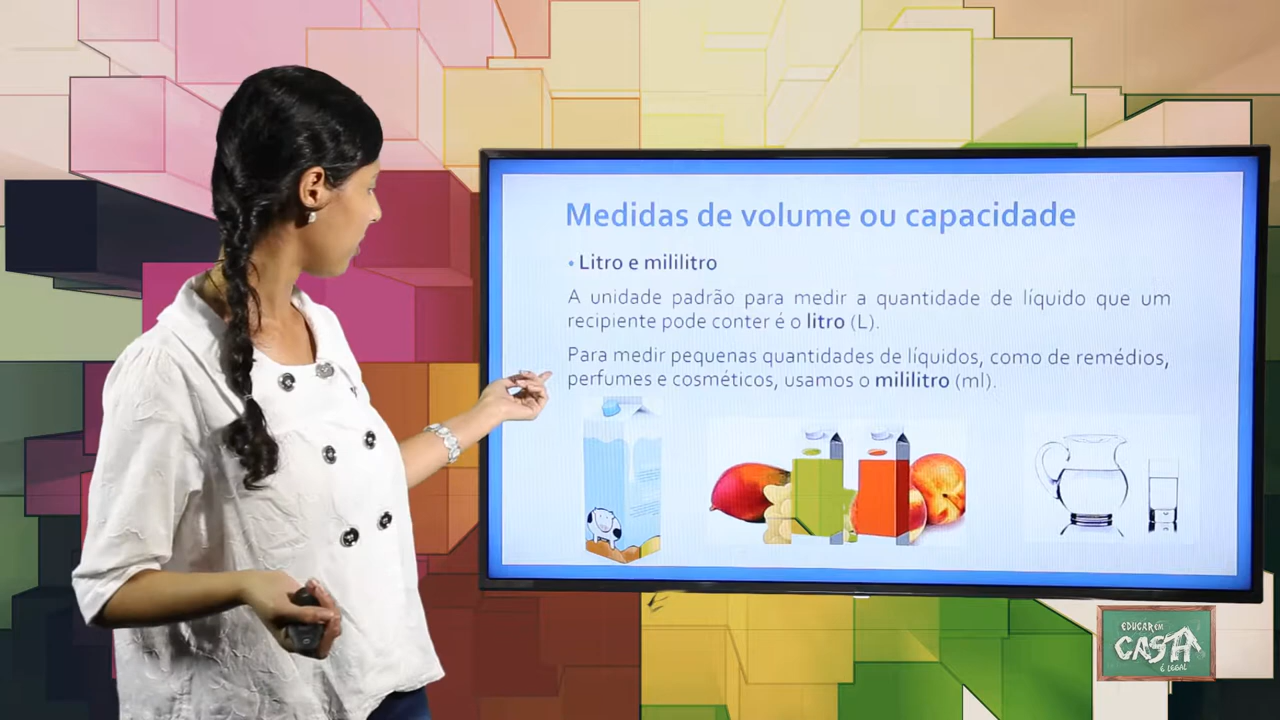 Medidas de volume ou capacidade
• Litro e mililitro
A unidade padrão para medir a quantidade de líquido que um
recipiente pode conter é o litro (L).
Para medir pequenas quantidades de líquidos, como de remédios,
perfumes e cosméticos, usamos o mililitro (ml).
EDUCAR EM
CASA
É LEGAL